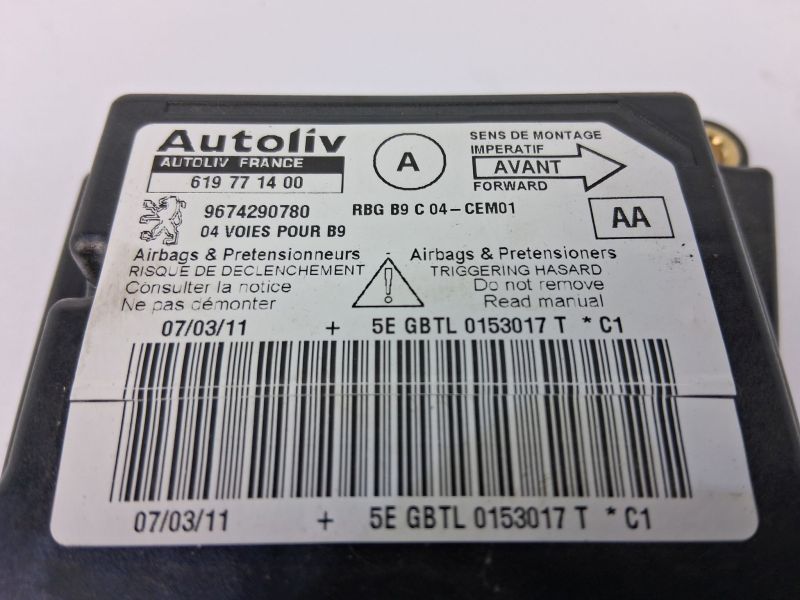 Autoliv
AUTOLIV FRANCE
619 77 14 00
A
SENS DE MONTAGE
IMPERATIF
AVANT
FORWARD
9674290780 RBG B9 C 04-CEM01
04 VOIES POUR B9
AA
Airbags & Pretensionneurs
RISQUE DE DECLENCHEMENT
Consulter la notice
Ne pas démonter
!
Airbags & Pretensioners
TRIGGERING HASARD
Do not remove
Read manual
07/03/11 + 5E GBTL 0153017 T * C1
07/03/11 + 5E GBTL 0153017 T * C1